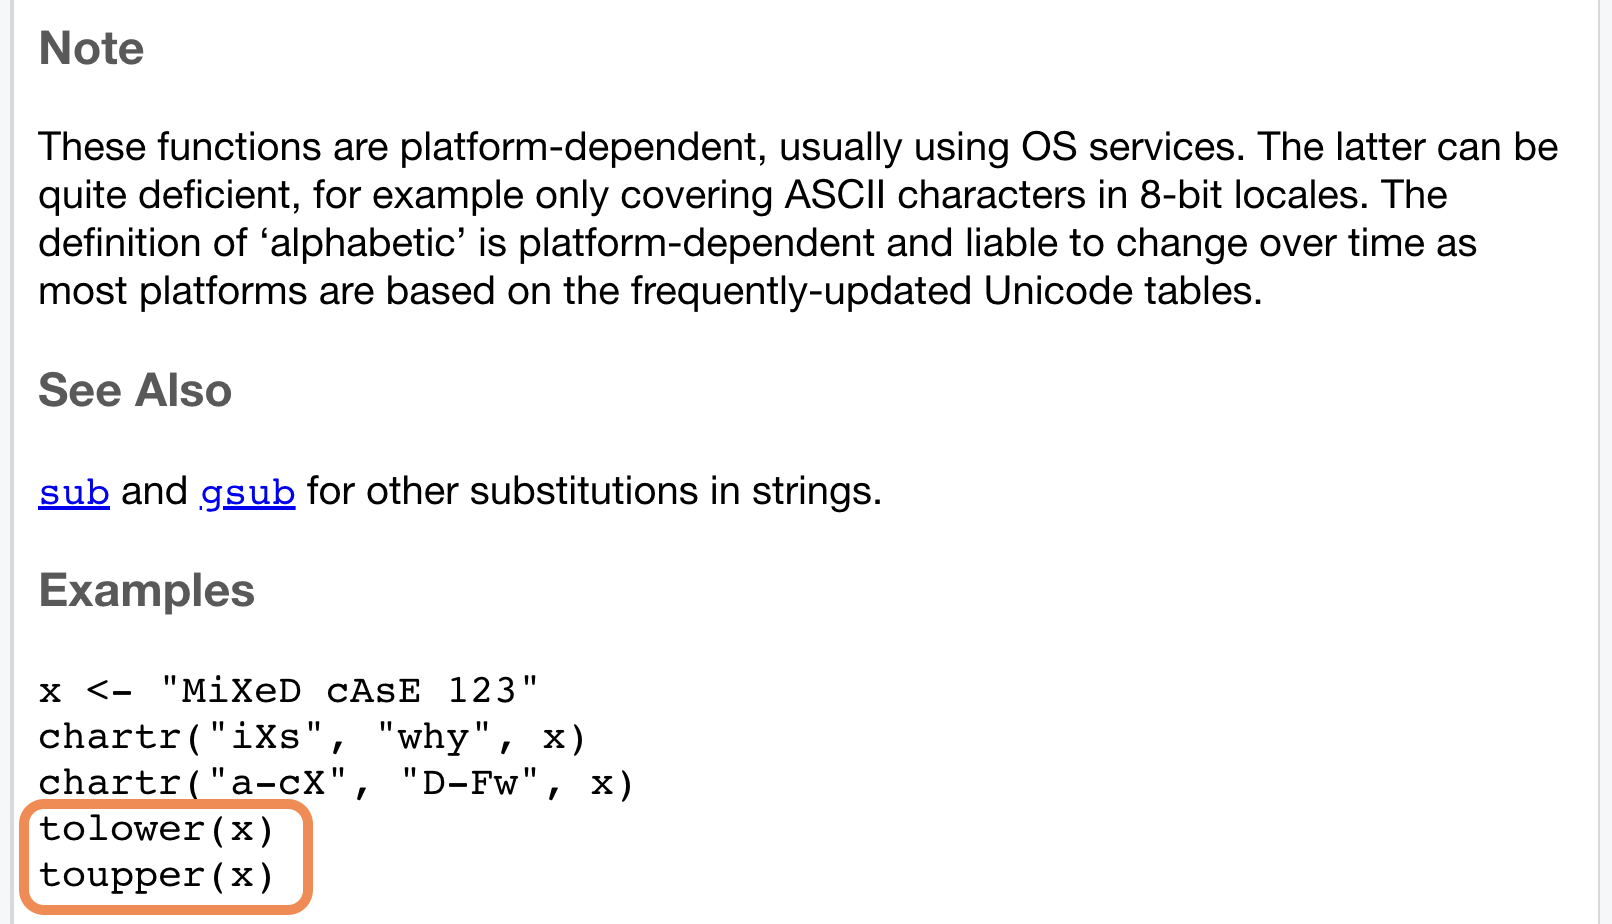 Note
These functions are platform-dependent, usually using OS services. The latter can be
quite deficient, for example only covering ASCII characters in 8-bit locales. The
definition of ‘alphabetic’ is platform-dependent and liable to change over time as
most platforms are based on the frequently-updated Unicode tables.
See Also
sub and gsub for other substitutions in strings.
Examples
x <- "MiXeD cAsE 123"
chartr("iXs", "why", x)
chartr("a-cX", "D-Fw", x)
tolower(x)
toupper(x)